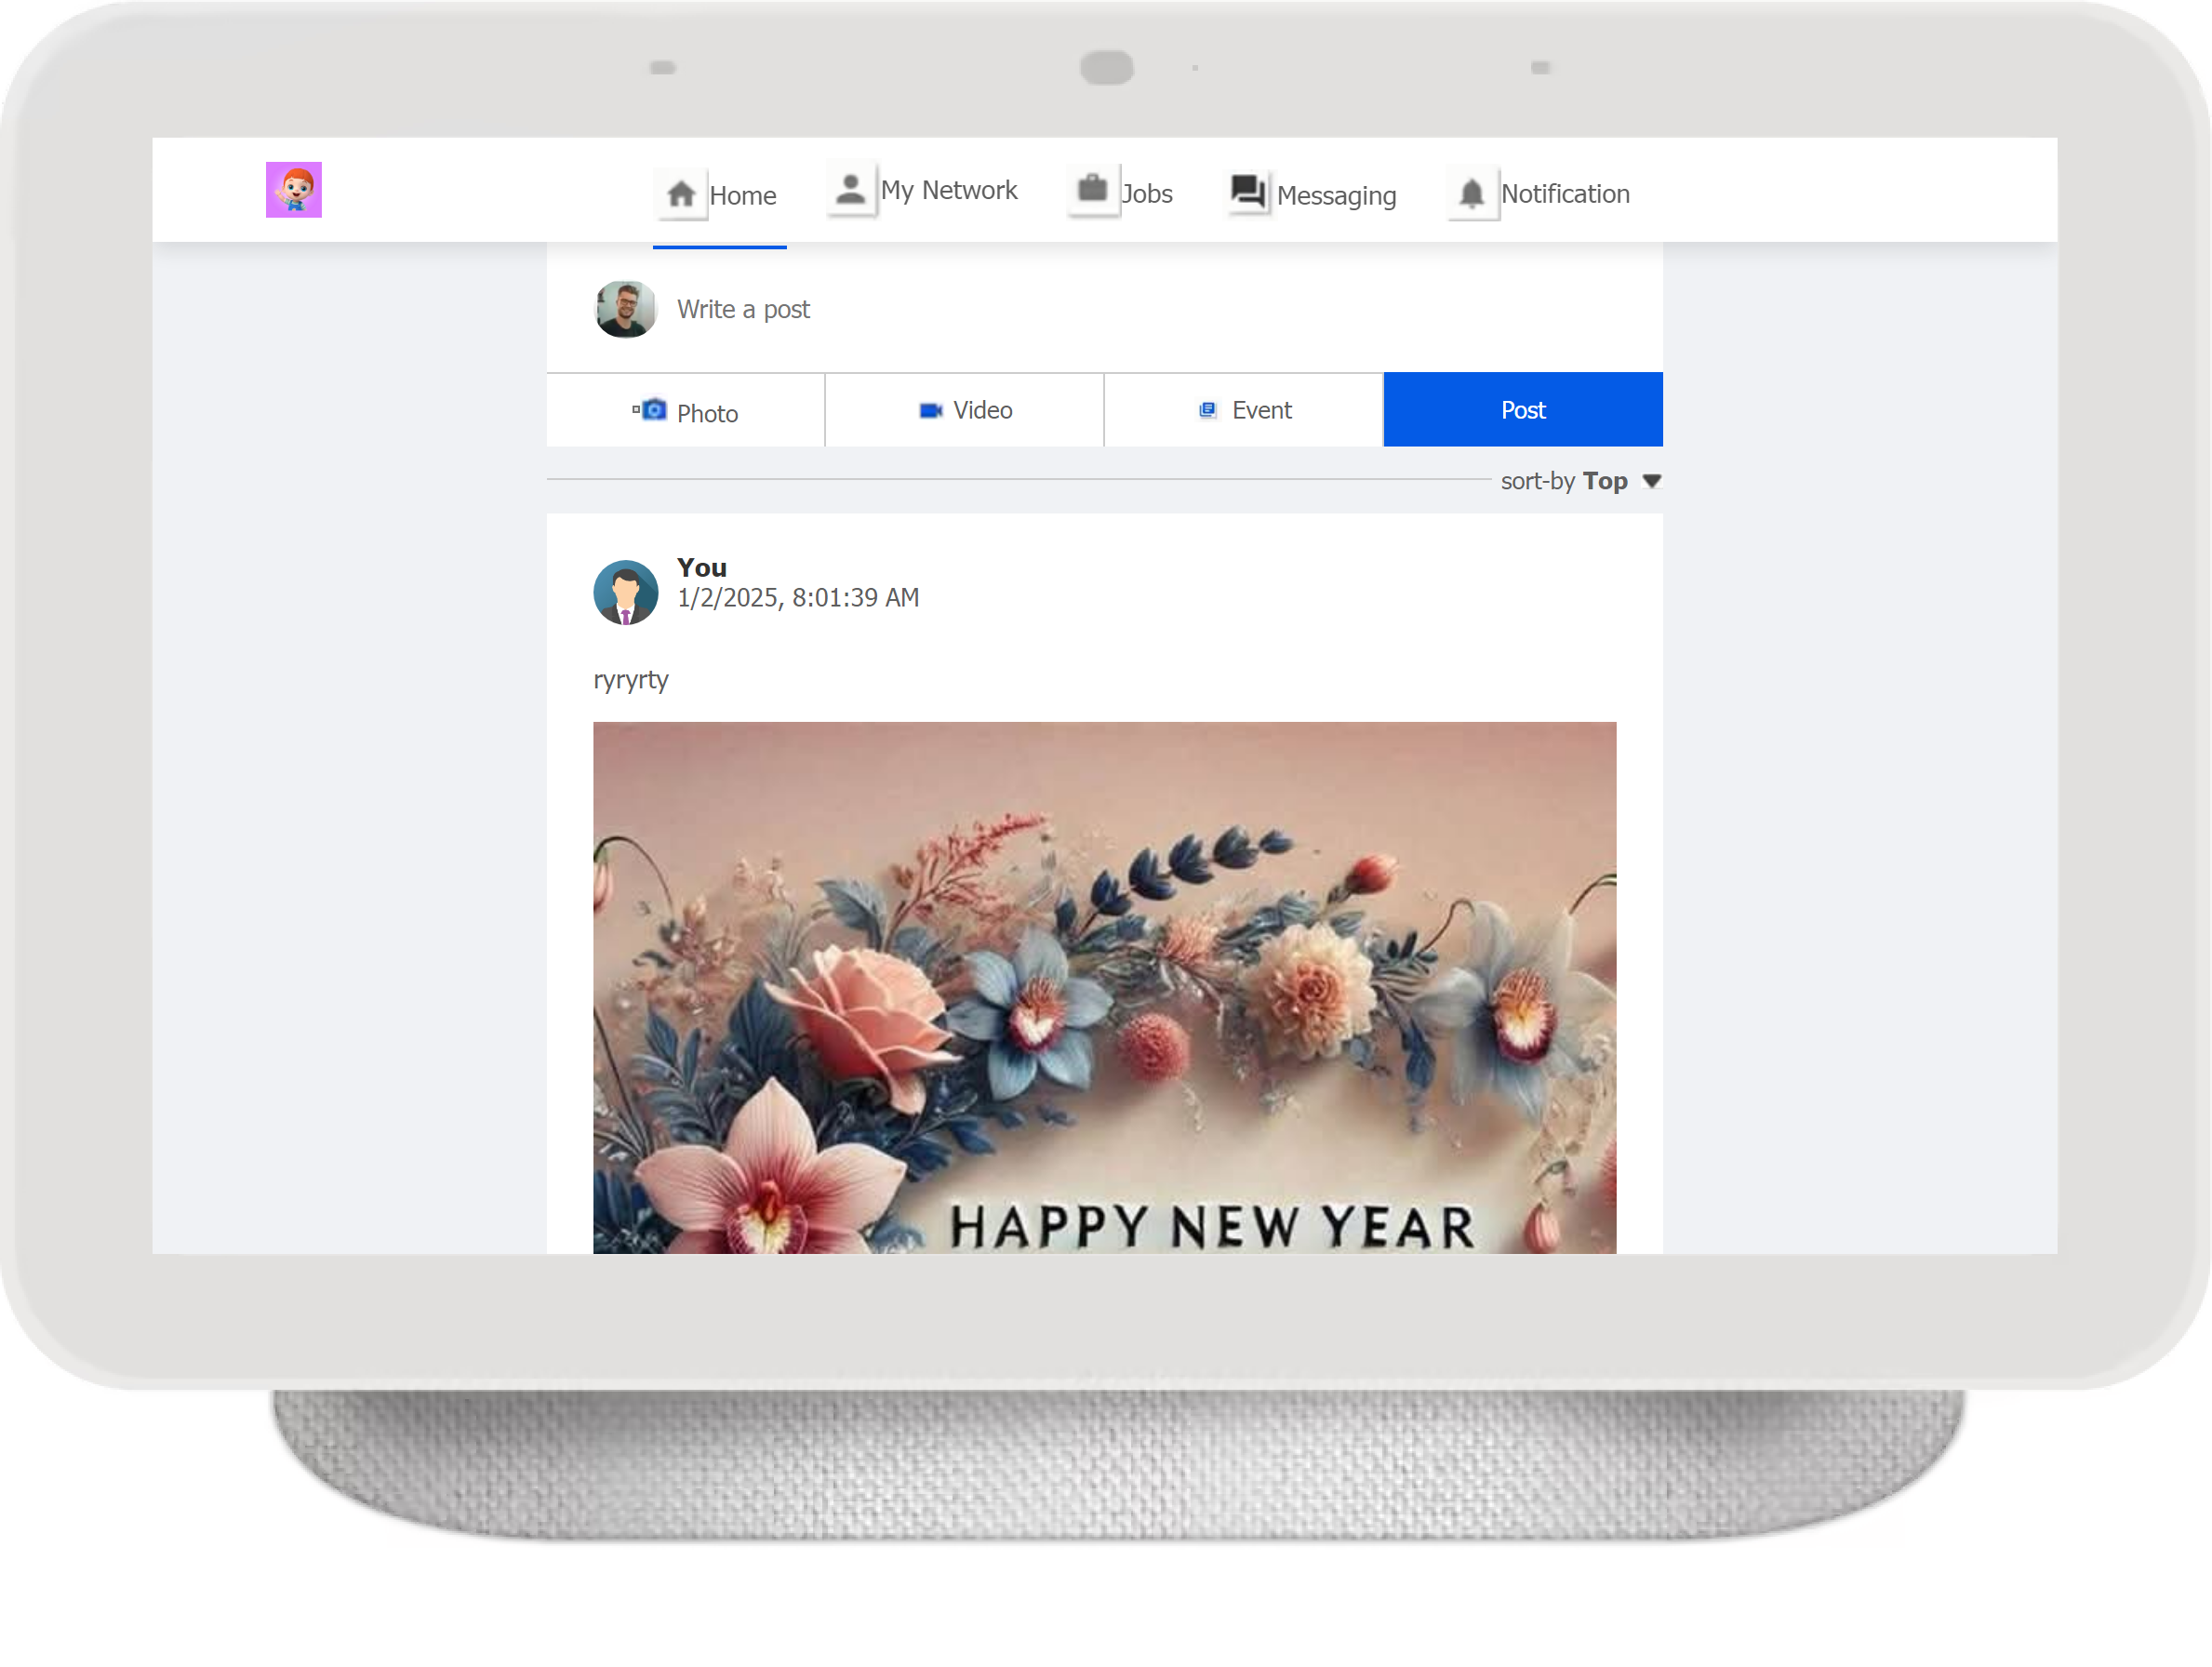 Home My Network Jobs Messaging Notification
Write a post
Photo Video Event Post
sort-by Top
You
1/2/2025, 8:01:39 AM
ryryrty
HAPPY NEW YEAR